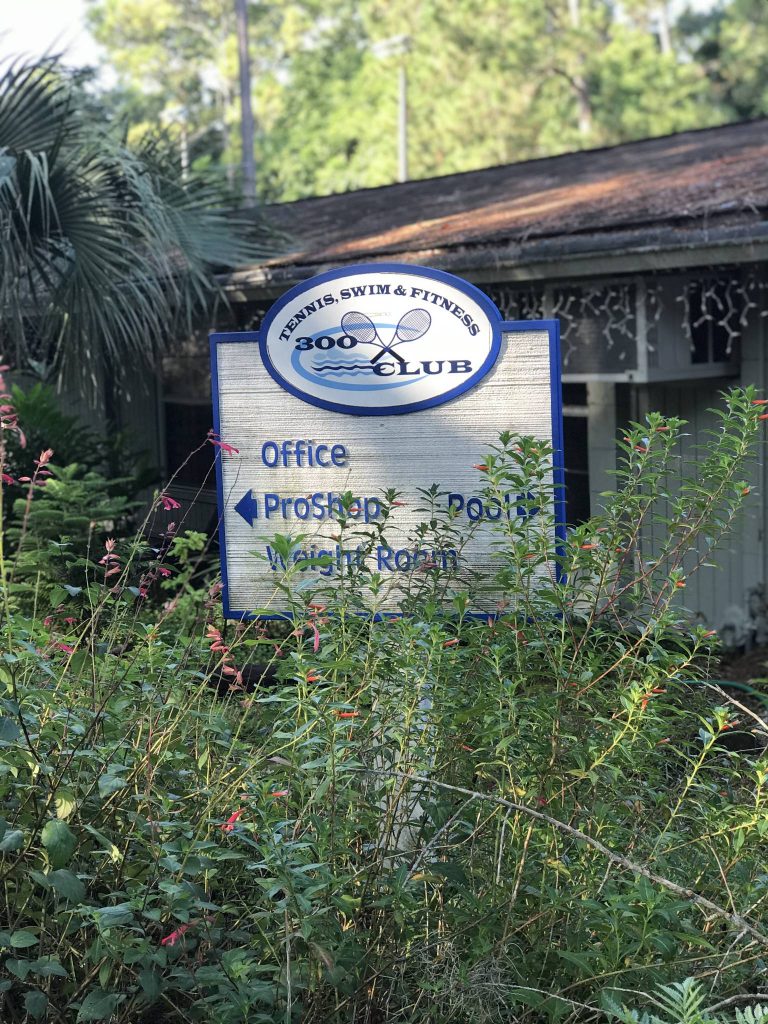 TENNIS, SWIM & FITNESS
300
CLUB
Office
ProShop Pool
Weight Room